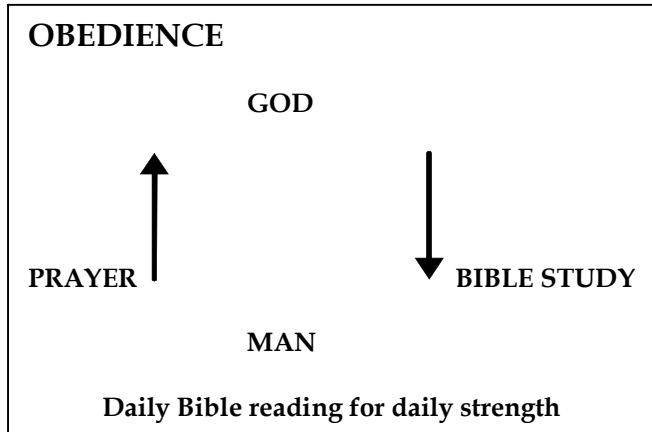 OBEDIENCE
GOD
PRAYER BIBLE STUDY
MAN
Daily Bible reading for daily strength